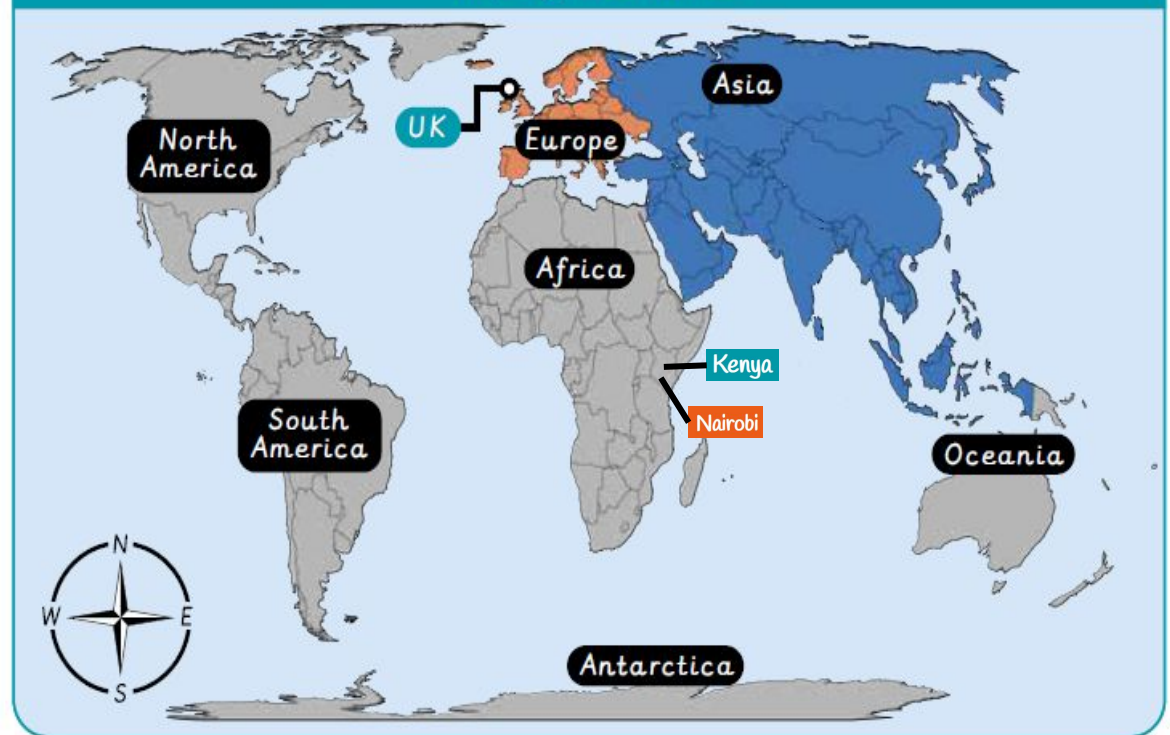 Asia
UK
North
America
Europe
Africa
Kenya
Nairobi
South
America
Oceania
N
W
E
S
Antarctica